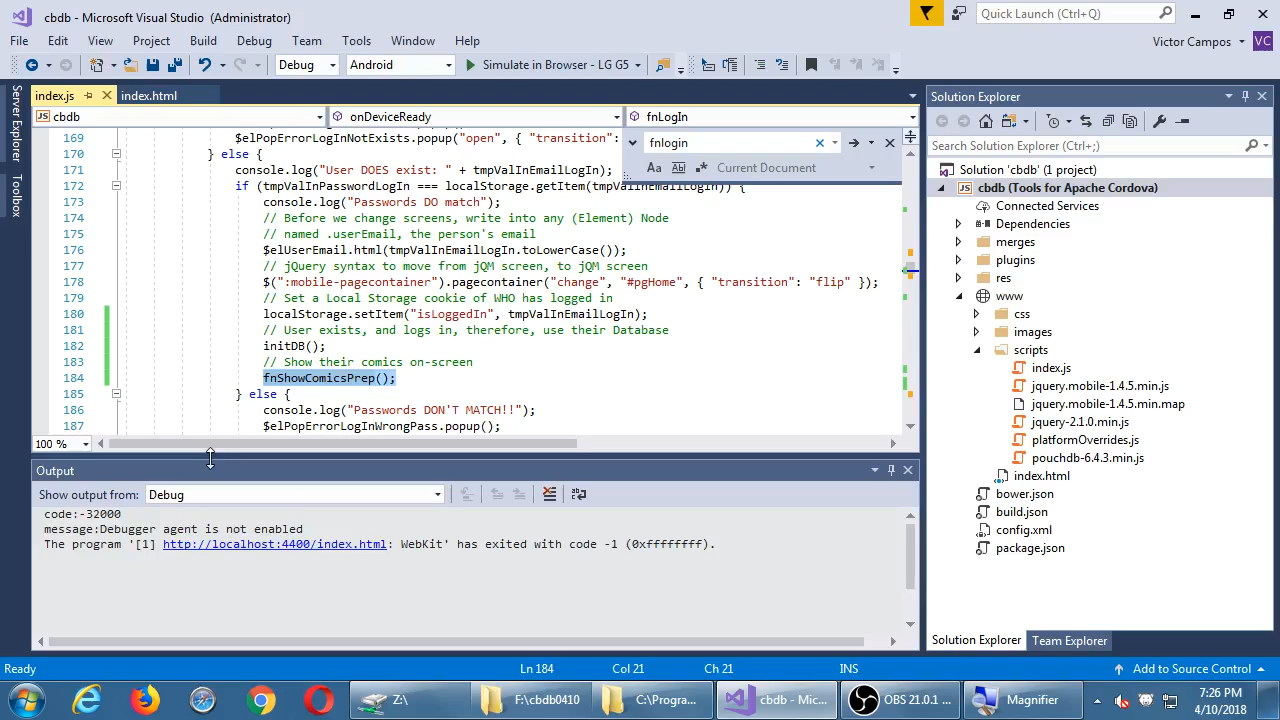 cbdb - Microsoft Visual Studio (Administrator)
Quick Launch (Ctrl+Q)
File Edit View Project Build Debug Team Tools Window Help
Victor Campos VC
Debug Android Simulate in Browser - LG G5
index.js index.html
cbdb onDeviceReady fnLogIn
fnlogin
Aa Current Document
169 $elPopErrorLogInNotExists.popup("open", { "transition":
170 } else {
171 console.log("User DOES exist: " + tmpValInEmailLogIn);
172 if (tmpValInPasswordLogIn === localStorage.getItem(tmpValInEmailLogIn)) {
173 console.log("Passwords DO match");
174 // Before we change screens, write into any (Element) Node
175 // named .userEmail, the person's email
176 $elUserEmail.html(tmpValInEmailLogIn.toLowerCase());
177 // jQuery syntax to move from jQM screen, to jQM screen
178 $(":mobile-pagecontainer").pagecontainer("change", "#pgHome", { "transition": "flip" });
179 // Set a Local Storage cookie of WHO has logged in
180 localStorage.setItem("isLoggedIn", tmpValInEmailLogIn);
181 // User exists, and logs in, therefore, use their Database
182 initDB();
183 // Show their comics on-screen
184 fnShowComicsPrep();
185 } else {
186 console.log("Passwords DON'T MATCH!!");
187 $elPopErrorLogInWrongPass.popup();
100 %
Output
Show output from: Debug
code:-32000
message:Debugger agent is not enabled
The program '[1] http://localhost:4400/index.html: WebKit' has exited with code -1 (0xffffffff).
Server Explorer
Toolbox
Solution Explorer
Search Solution Explorer (Ctrl+;)
Solution 'cbdb' (1 project)
JS cbdb (Tools for Apache Cordova)
Connected Services
Dependencies
merges
plugins
res
www
css
images
scripts
index.js
jquery.mobile-1.4.5.min.js
jquery.mobile-1.4.5.min.map
jquery-2.1.0.min.js
platformOverrides.js
pouchdb-6.4.3.min.js
index.html
bower.json
build.json
config.xml
package.json
Solution Explorer Team Explorer
Ready Ln 184 Col 21 Ch 21 INS Add to Source Control
Z:\ F:\cbdb0410 C:\Progra... cbdb - Mic... OBS 21.0.1 ... Magnifier
7:26 PM
4/10/2018